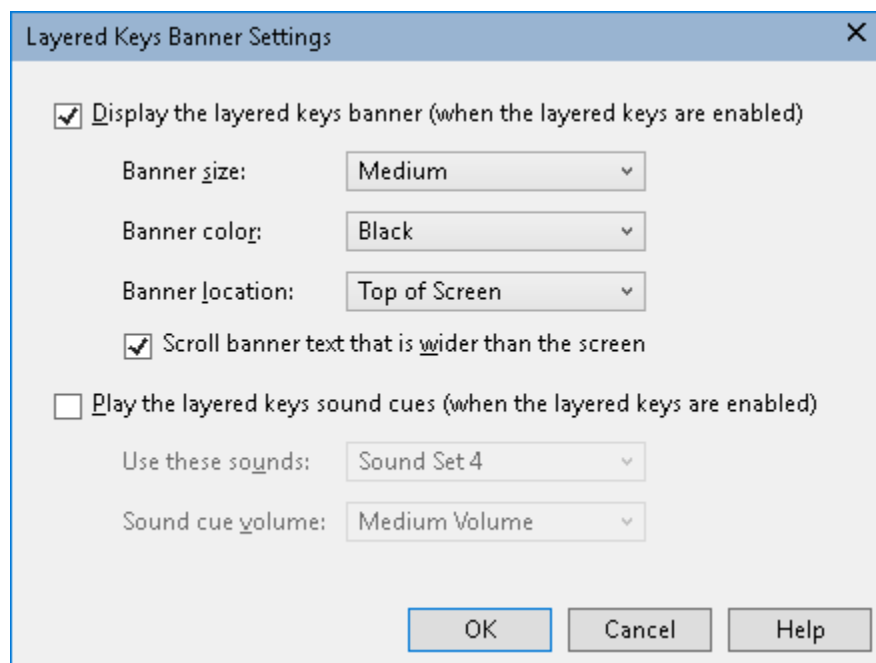 Layered Keys Banner Settings
Display the layered keys banner (when the layered keys are enabled)
Banner size: Medium
Banner color: Black
Banner location: Top of Screen
Scroll banner text that is wider than the screen
Play the layered keys sound cues (when the layered keys are enabled)
Use these sounds: Sound Set 4
Sound cue volume: Medium Volume
OK Cancel Help